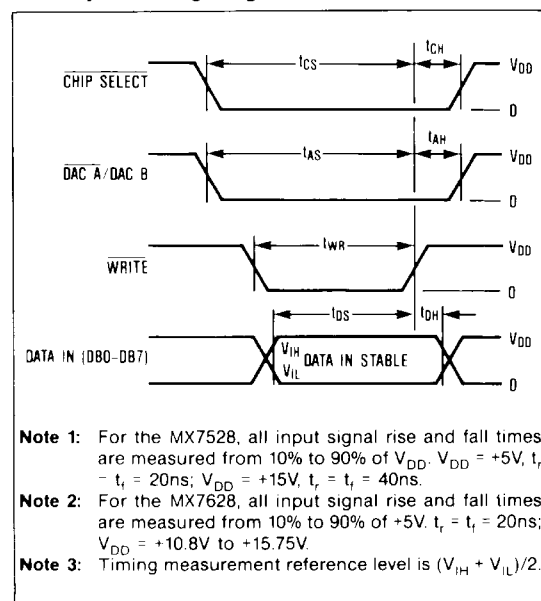 tCS
tCH
VDD
CHIP SELECT
0
tAS
tAH
VDD
DAC A/DAC B
0
tWR
VDD
WRITE
0
tDS
tDH
VDD
DATA IN (DB0-DB7)
VIH
DATA IN STABLE
VIL
0
Note 1: For the MX7528, all input signal rise and fall times
are measured from 10% to 90% of VDD. VDD = +5V, tr
= tf = 20ns; VDD = +15V, tr = tf = 40ns.
Note 2: For the MX7628, all input signal rise and fall times
are measured from 10% to 90% of +5V. tr = tf = 20ns;
VDD = +10.8V to +15.75V.
Note 3: Timing measurement reference level is (VIH + VIL)/2.